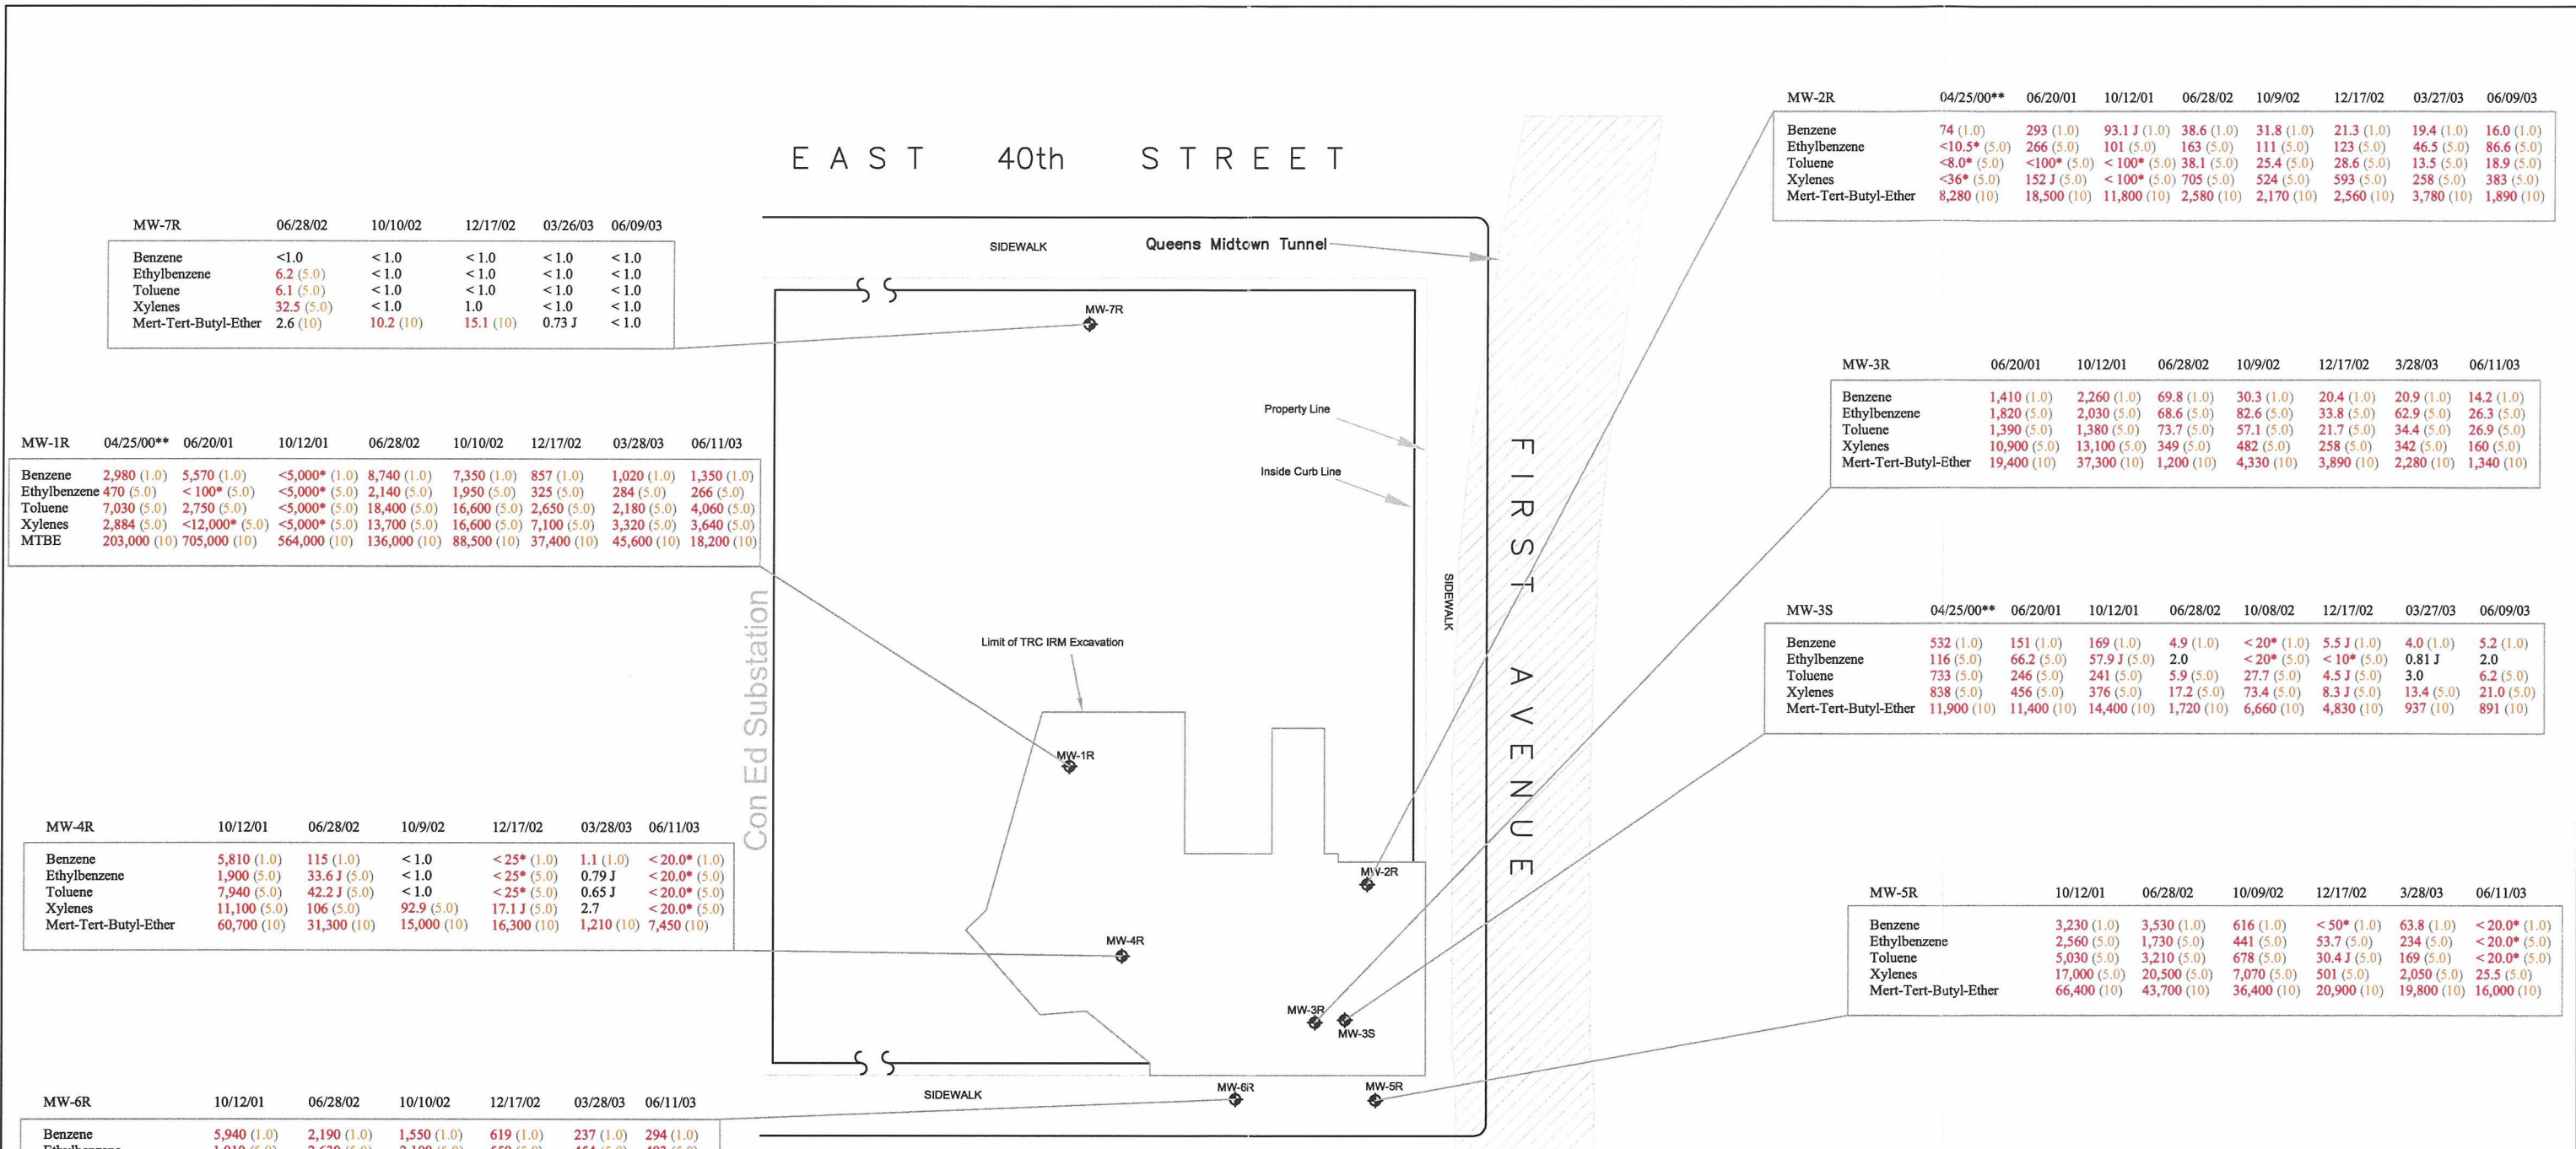 EAST 40th STREET
SIDEWALK
Queens Midtown Tunnel
MW-7R
Property Line
Inside Curb Line
FIRST AVENUE
SIDEWALK
Con Ed Substation
Limit of TRC IRM Excavation
MW-1R
MW-2R
MW-4R
MW-3R
MW-3S
MW-6R
MW-5R
SIDEWALK
MW-7R 06/28/02 10/10/02 12/17/02 03/26/03 06/09/03
Benzene <1.0 <1.0 <1.0 <1.0 <1.0
Ethylbenzene 6.2 (5.0) <1.0 <1.0 <1.0 <1.0
Toluene 6.1 (5.0) <1.0 <1.0 <1.0 <1.0
Xylenes 32.5 (5.0) <1.0 1.0 <1.0 <1.0
Mert-Tert-Butyl-Ether 2.6 (10) 10.2 (10) 15.1 (10) 0.73 J <1.0
MW-1R 04/25/00** 06/20/01 10/12/01 06/28/02 10/10/02 12/17/02 03/28/03 06/11/03
Benzene 2,980 (1.0) 5,570 (1.0) <5,000* (1.0) 8,740 (1.0) 7,350 (1.0) 857 (1.0) 1,020 (1.0) 1,350 (1.0)
Ethylbenzene 470 (5.0) <100* (5.0) <5,000* (5.0) 2,140 (5.0) 1,950 (5.0) 325 (5.0) 284 (5.0) 266 (5.0)
Toluene 7,030 (5.0) 2,750 (5.0) <5,000* (5.0) 18,400 (5.0) 16,600 (5.0) 2,650 (5.0) 2,180 (5.0) 4,060 (5.0)
Xylenes 2,884 (5.0) <12,000* (5.0) <5,000* (5.0) 13,700 (5.0) 16,600 (5.0) 7,100 (5.0) 3,320 (5.0) 3,640 (5.0)
MTBE 203,000 (10) 705,000 (10) 564,000 (10) 136,000 (10) 88,500 (10) 37,400 (10) 45,600 (10) 18,200 (10)
MW-4R 10/12/01 06/28/02 10/9/02 12/17/02 03/28/03 06/11/03
Benzene 5,810 (1.0) 115 (1.0) <1.0 <25* (1.0) 1.1 (1.0) <20.0* (1.0)
Ethylbenzene 1,900 (5.0) 33.6 J (5.0) <1.0 <25* (5.0) 0.79 J <20.0* (5.0)
Toluene 7,940 (5.0) 42.2 J (5.0) <1.0 <25* (5.0) 0.65 J <20.0* (5.0)
Xylenes 11,100 (5.0) 106 (5.0) 92.9 (5.0) 17.1 J (5.0) 2.7 <20.0* (5.0)
Mert-Tert-Butyl-Ether 60,700 (10) 31,300 (10) 15,000 (10) 16,300 (10) 1,210 (10) 7,450 (10)
MW-6R 10/12/01 06/28/02 10/10/02 12/17/02 03/28/03 06/11/03
Benzene 5,940 (1.0) 2,190 (1.0) 1,550 (1.0) 619 (1.0) 237 (1.0) 294 (1.0)
MW-2R 04/25/00** 06/20/01 10/12/01 06/28/02 10/9/02 12/17/02 03/27/03 06/09/03
Benzene 74 (1.0) 293 (1.0) 93.1 J (1.0) 38.6 (1.0) 31.8 (1.0) 21.3 (1.0) 19.4 (1.0) 16.0 (1.0)
Ethylbenzene <10.5* (5.0) 266 (5.0) 101 (5.0) 163 (5.0) 111 (5.0) 123 (5.0) 46.5 (5.0) 86.6 (5.0)
Toluene <8.0* (5.0) <100* (5.0) <100* (5.0) 38.1 (5.0) 25.4 (5.0) 28.6 (5.0) 13.5 (5.0) 18.9 (5.0)
Xylenes <36* (5.0) 152 J (5.0) <100* (5.0) 705 (5.0) 524 (5.0) 593 (5.0) 258 (5.0) 383 (5.0)
Mert-Tert-Butyl-Ether 8,280 (10) 18,500 (10) 11,800 (10) 2,580 (10) 2,170 (10) 2,560 (10) 3,780 (10) 1,890 (10)
MW-3R 06/20/01 10/12/01 06/28/02 10/9/02 12/17/02 3/28/03 06/11/03
Benzene 1,410 (1.0) 2,260 (1.0) 69.8 (1.0) 30.3 (1.0) 20.4 (1.0) 20.9 (1.0) 14.2 (1.0)
Ethylbenzene 1,820 (5.0) 2,030 (5.0) 68.6 (5.0) 82.6 (5.0) 33.8 (5.0) 62.9 (5.0) 26.3 (5.0)
Toluene 1,390 (5.0) 1,380 (5.0) 73.7 (5.0) 57.1 (5.0) 21.7 (5.0) 34.4 (5.0) 26.9 (5.0)
Xylenes 10,900 (5.0) 13,100 (5.0) 349 (5.0) 482 (5.0) 258 (5.0) 342 (5.0) 160 (5.0)
Mert-Tert-Butyl-Ether 19,400 (10) 37,300 (10) 1,200 (10) 4,330 (10) 3,890 (10) 2,280 (10) 1,340 (10)
MW-3S 04/25/00** 06/20/01 10/12/01 06/28/02 10/08/02 12/17/02 03/27/03 06/09/03
Benzene 532 (1.0) 151 (1.0) 169 (1.0) 4.9 (1.0) <20* (1.0) 5.5 J (1.0) 4.0 (1.0) 5.2 (1.0)
Ethylbenzene 116 (5.0) 66.2 (5.0) 57.9 J (5.0) 2.0 <20* (5.0) <10* (5.0) 0.81 J 2.0
Toluene 733 (5.0) 246 (5.0) 241 (5.0) 5.9 (5.0) 27.7 (5.0) 4.5 J (5.0) 3.0 6.2 (5.0)
Xylenes 838 (5.0) 456 (5.0) 376 (5.0) 17.2 (5.0) 73.4 (5.0) 8.3 J (5.0) 13.4 (5.0) 21.0 (5.0)
Mert-Tert-Butyl-Ether 11,900 (10) 11,400 (10) 14,400 (10) 1,720 (10) 6,660 (10) 4,830 (10) 937 (10) 891 (10)
MW-5R 10/12/01 06/28/02 10/09/02 12/17/02 3/28/03 06/11/03
Benzene 3,230 (1.0) 3,530 (1.0) 616 (1.0) <50* (1.0) 63.8 (1.0) <20.0* (1.0)
Ethylbenzene 2,560 (5.0) 1,730 (5.0) 441 (5.0) 53.7 (5.0) 234 (5.0) <20.0* (5.0)
Toluene 5,030 (5.0) 3,210 (5.0) 678 (5.0) 30.4 J (5.0) 169 (5.0) <20.0* (5.0)
Xylenes 17,000 (5.0) 20,500 (5.0) 7,070 (5.0) 501 (5.0) 2,050 (5.0) 25.5 (5.0)
Mert-Tert-Butyl-Ether 66,400 (10) 43,700 (10) 36,400 (10) 20,900 (10) 19,800 (10) 16,000 (10)